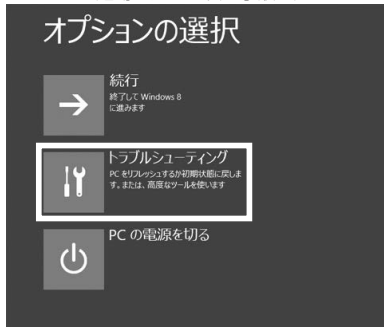 オプションの選択
続行
終了して Windows 8
に進みます
トラブルシューティング
PC をリフレッシュするか初期状態に戻しま
す。または、高度なツールを使います
PC の電源を切る